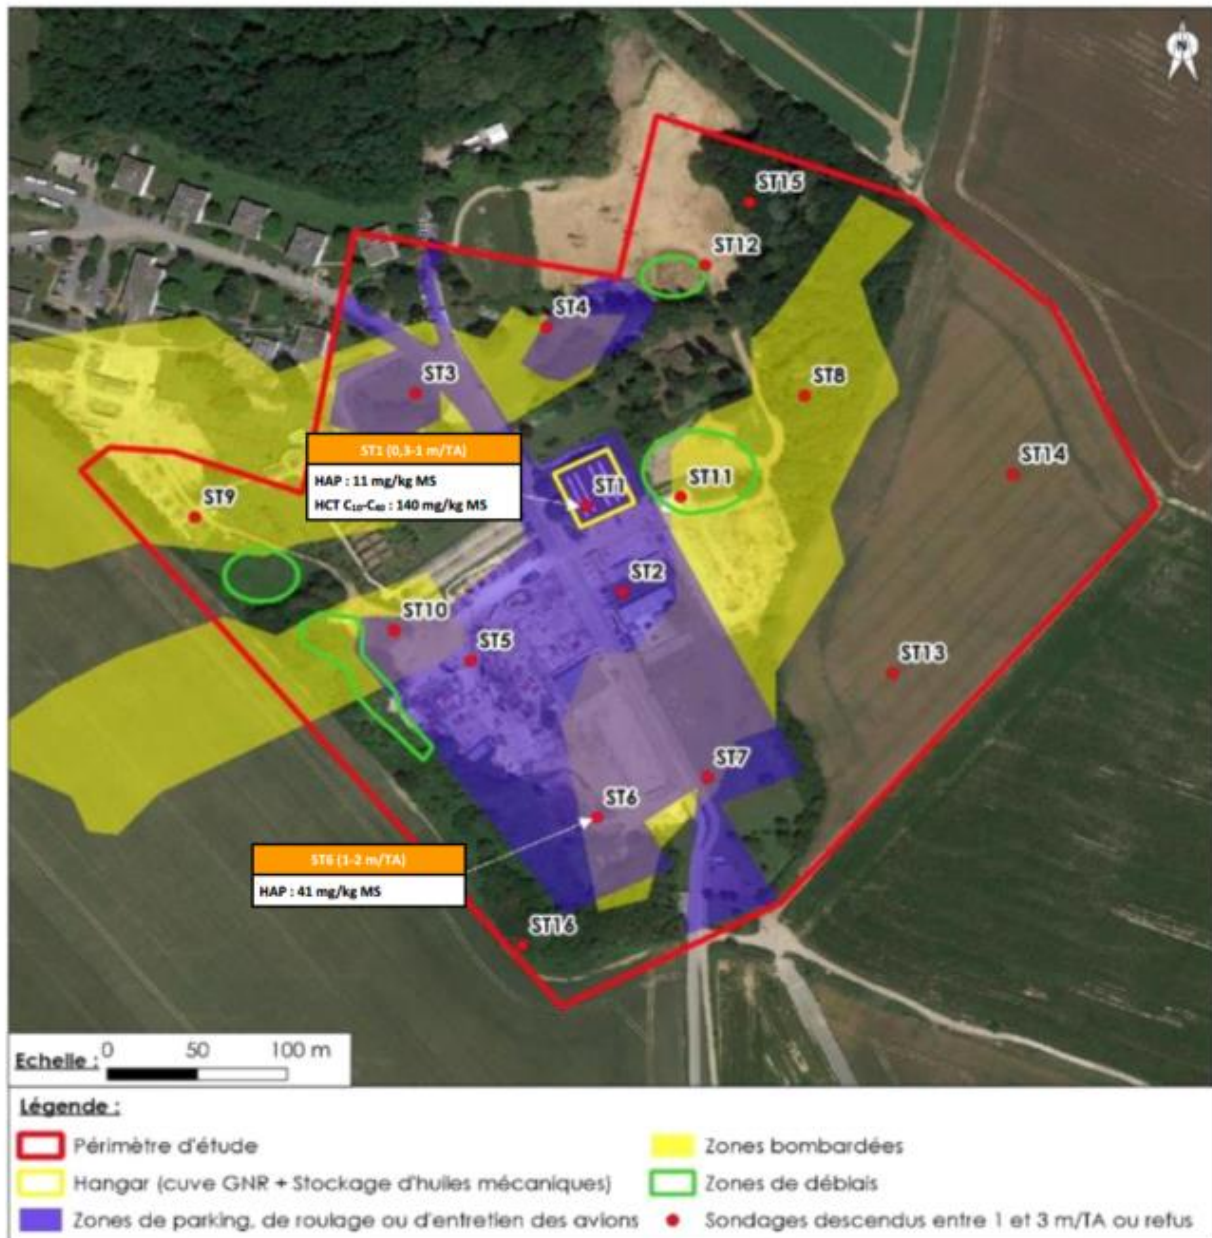 N
ST15
ST12
ST4
ST3
ST8
ST1 (0,3-1 m/TA)
HAP : 11 mg/kg MS
HCT C₁₀-C₄₀ : 140 mg/kg MS
ST14
ST1
ST11
ST9
ST2
ST10
ST5
ST13
ST7
ST6
ST6 (1-2 m/TA)
HAP : 41 mg/kg MS
ST16
Echelle : 0 50 100 m
Légende :
Périmètre d'étude
Zones bombardées
Hangar (cuve GNR + Stockage d'huiles mécaniques)
Zones de déblais
Zones de parking, de roulage ou d'entretien des avions
Sondages descendus entre 1 et 3 m/TA ou refus